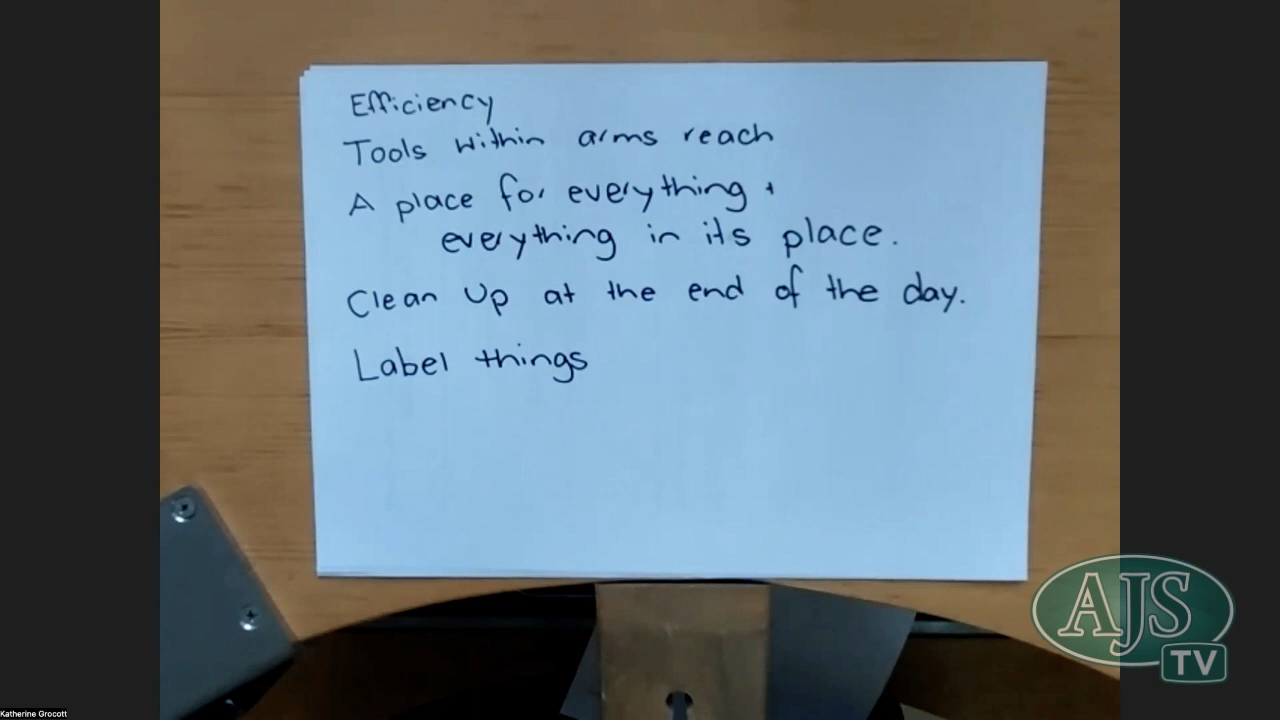 Efficiency
Tools within arms reach
A place for everything +
everything in its place.
Clean up at the end of the day.
Label things
AJS
TV
Katherine Grocott